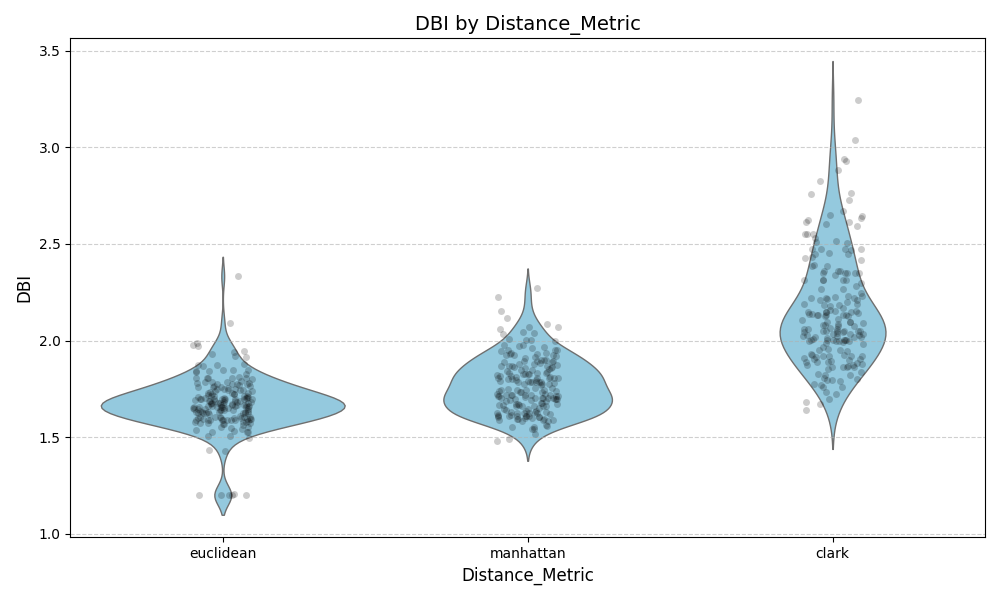 DBI by Distance_Metric
3.5
3.0
2.5
2.0
1.5
1.0
DBI
euclidean
manhattan
clark
Distance_Metric